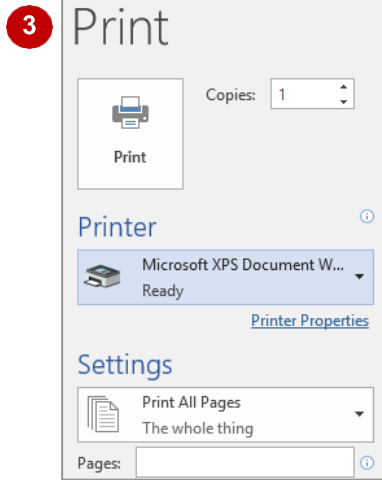 3
Print
Copies: 1
Print
Printer
Microsoft XPS Document W...
Ready
Printer Properties
Settings
Print All Pages
The whole thing
Pages: